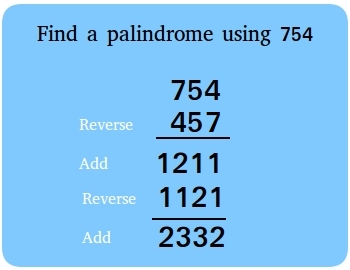 Find a palindrome using 754
754
Reverse 457
Add 1211
Reverse 1121
Add 2332